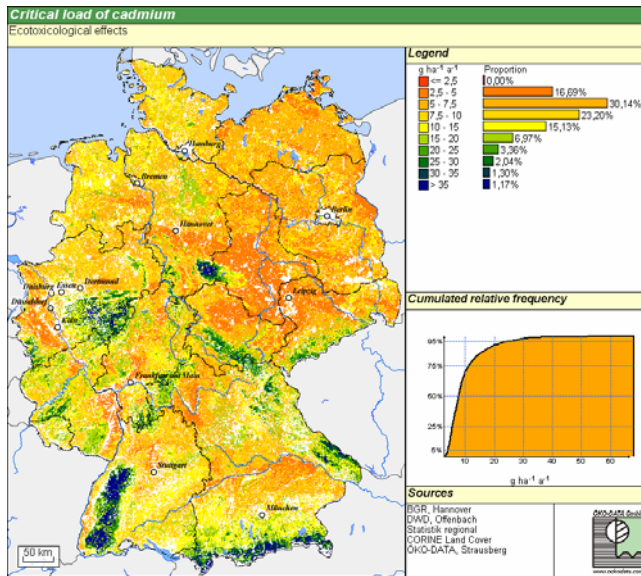 Critical load of cadmium
Ecotoxicological effects
Legend
g ha⁻¹ a⁻¹ Proportion
<= 2,5 0,00%
2,5 - 5 16,69%
5 - 7,5 30,14%
7,5 - 10 23,20%
10 - 15 15,13%
15 - 20 6,97%
20 - 25 3,36%
25 - 30 2,04%
30 - 35 1,30%
> 35 1,17%
Hamburg
Bremen
Berlin
Hannover
Duisburg Essen Dortmund
Düsseldorf
Köln
Leipzig
Frankfurt am Main
Stuttgart
München
50 km
Cumulated relative frequency
95%
75%
50%
25%
5%
10 20 30 40 50 60
g ha⁻¹ a⁻¹
Sources
BGR, Hannover
DWD, Offenbach
Statistik regional
CORINE Land Cover
ÖKO-DATA, Strausberg
ÖKO-DATA GmbH